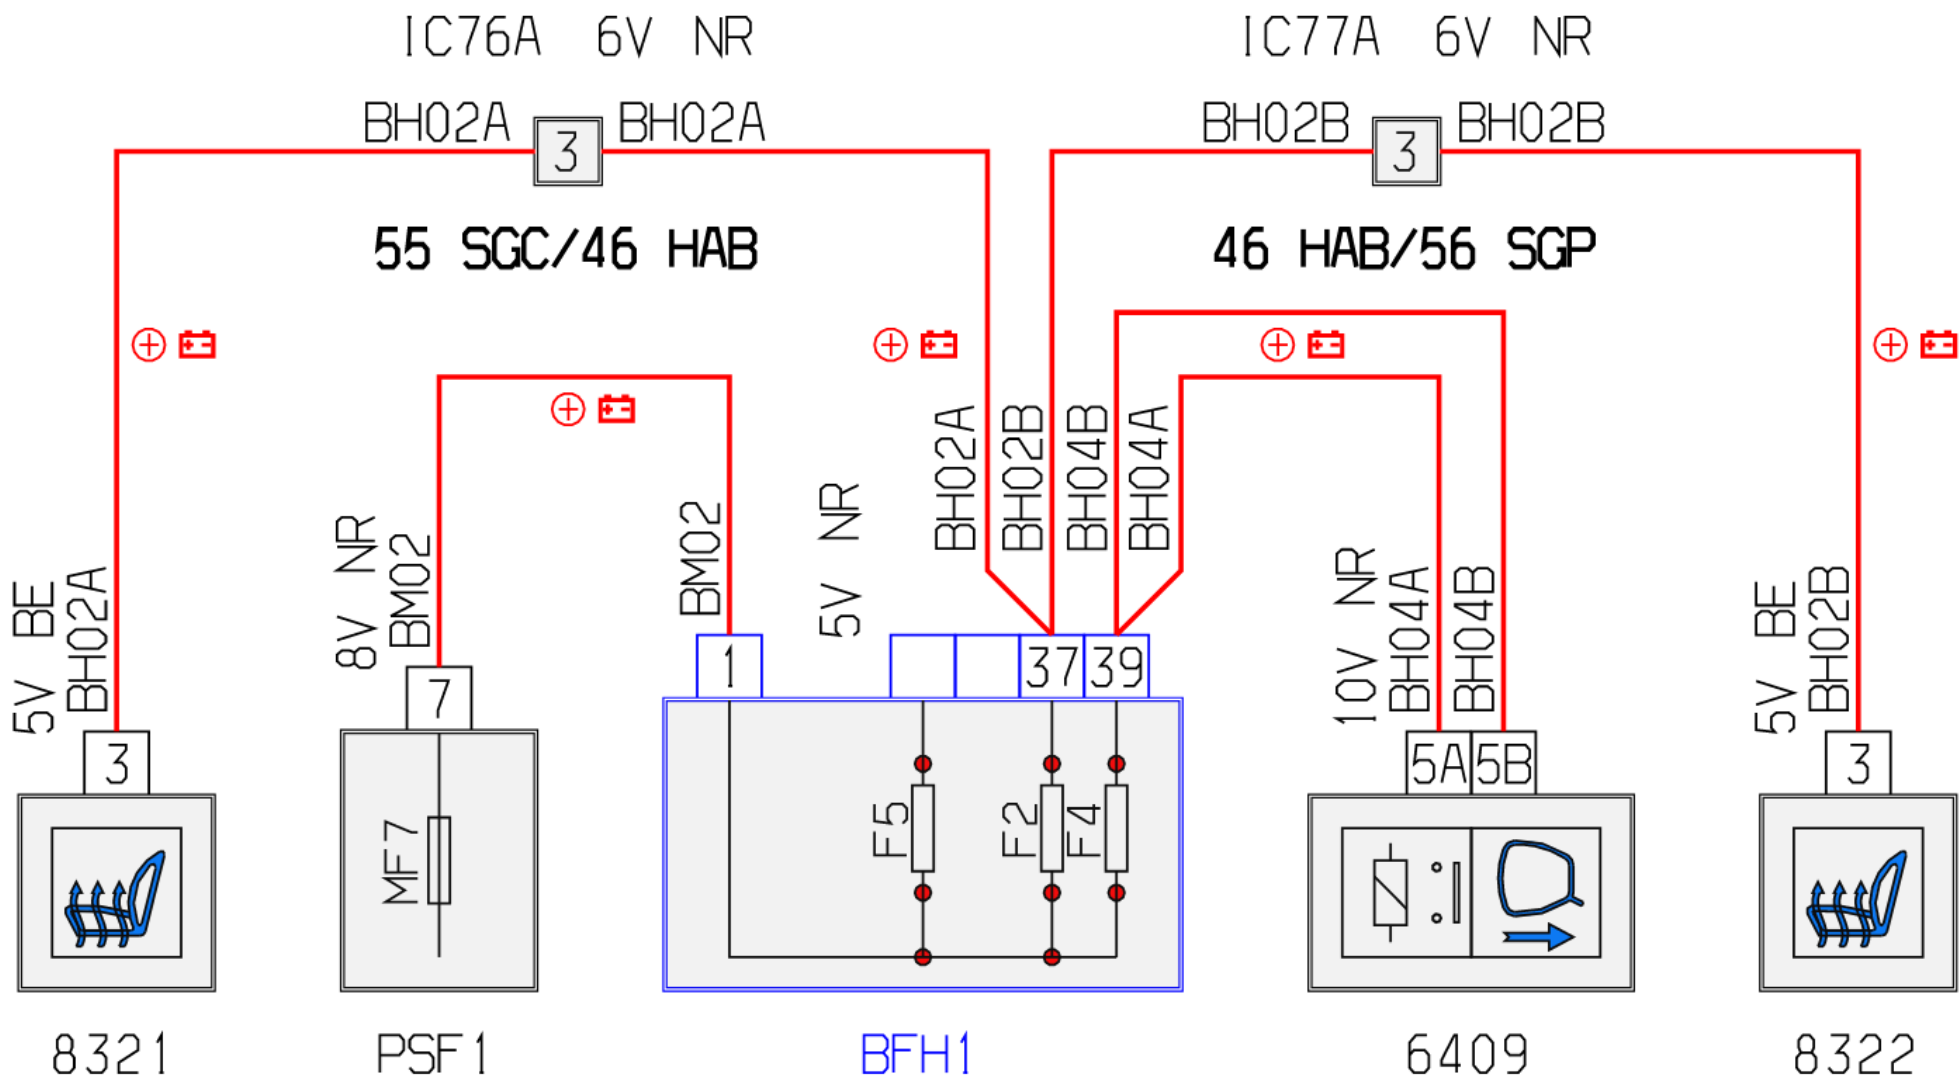 IC76A 6V NR
IC77A 6V NR
BH02A 3 BH02A
BH02B 3 BH02B
55 SGC/46 HAB
46 HAB/56 SGP
5V BE
BH02A
8V NR
BM02
BM02
5V NR
BH02A
BH02B
BH04B
BH04A
10V NR
BH04A
BH04B
5V BE
BH02B
3
7
1
37
39
5A
5B
3
MF7
F5
F2
F4
8321
PSF1
BFH1
6409
8322